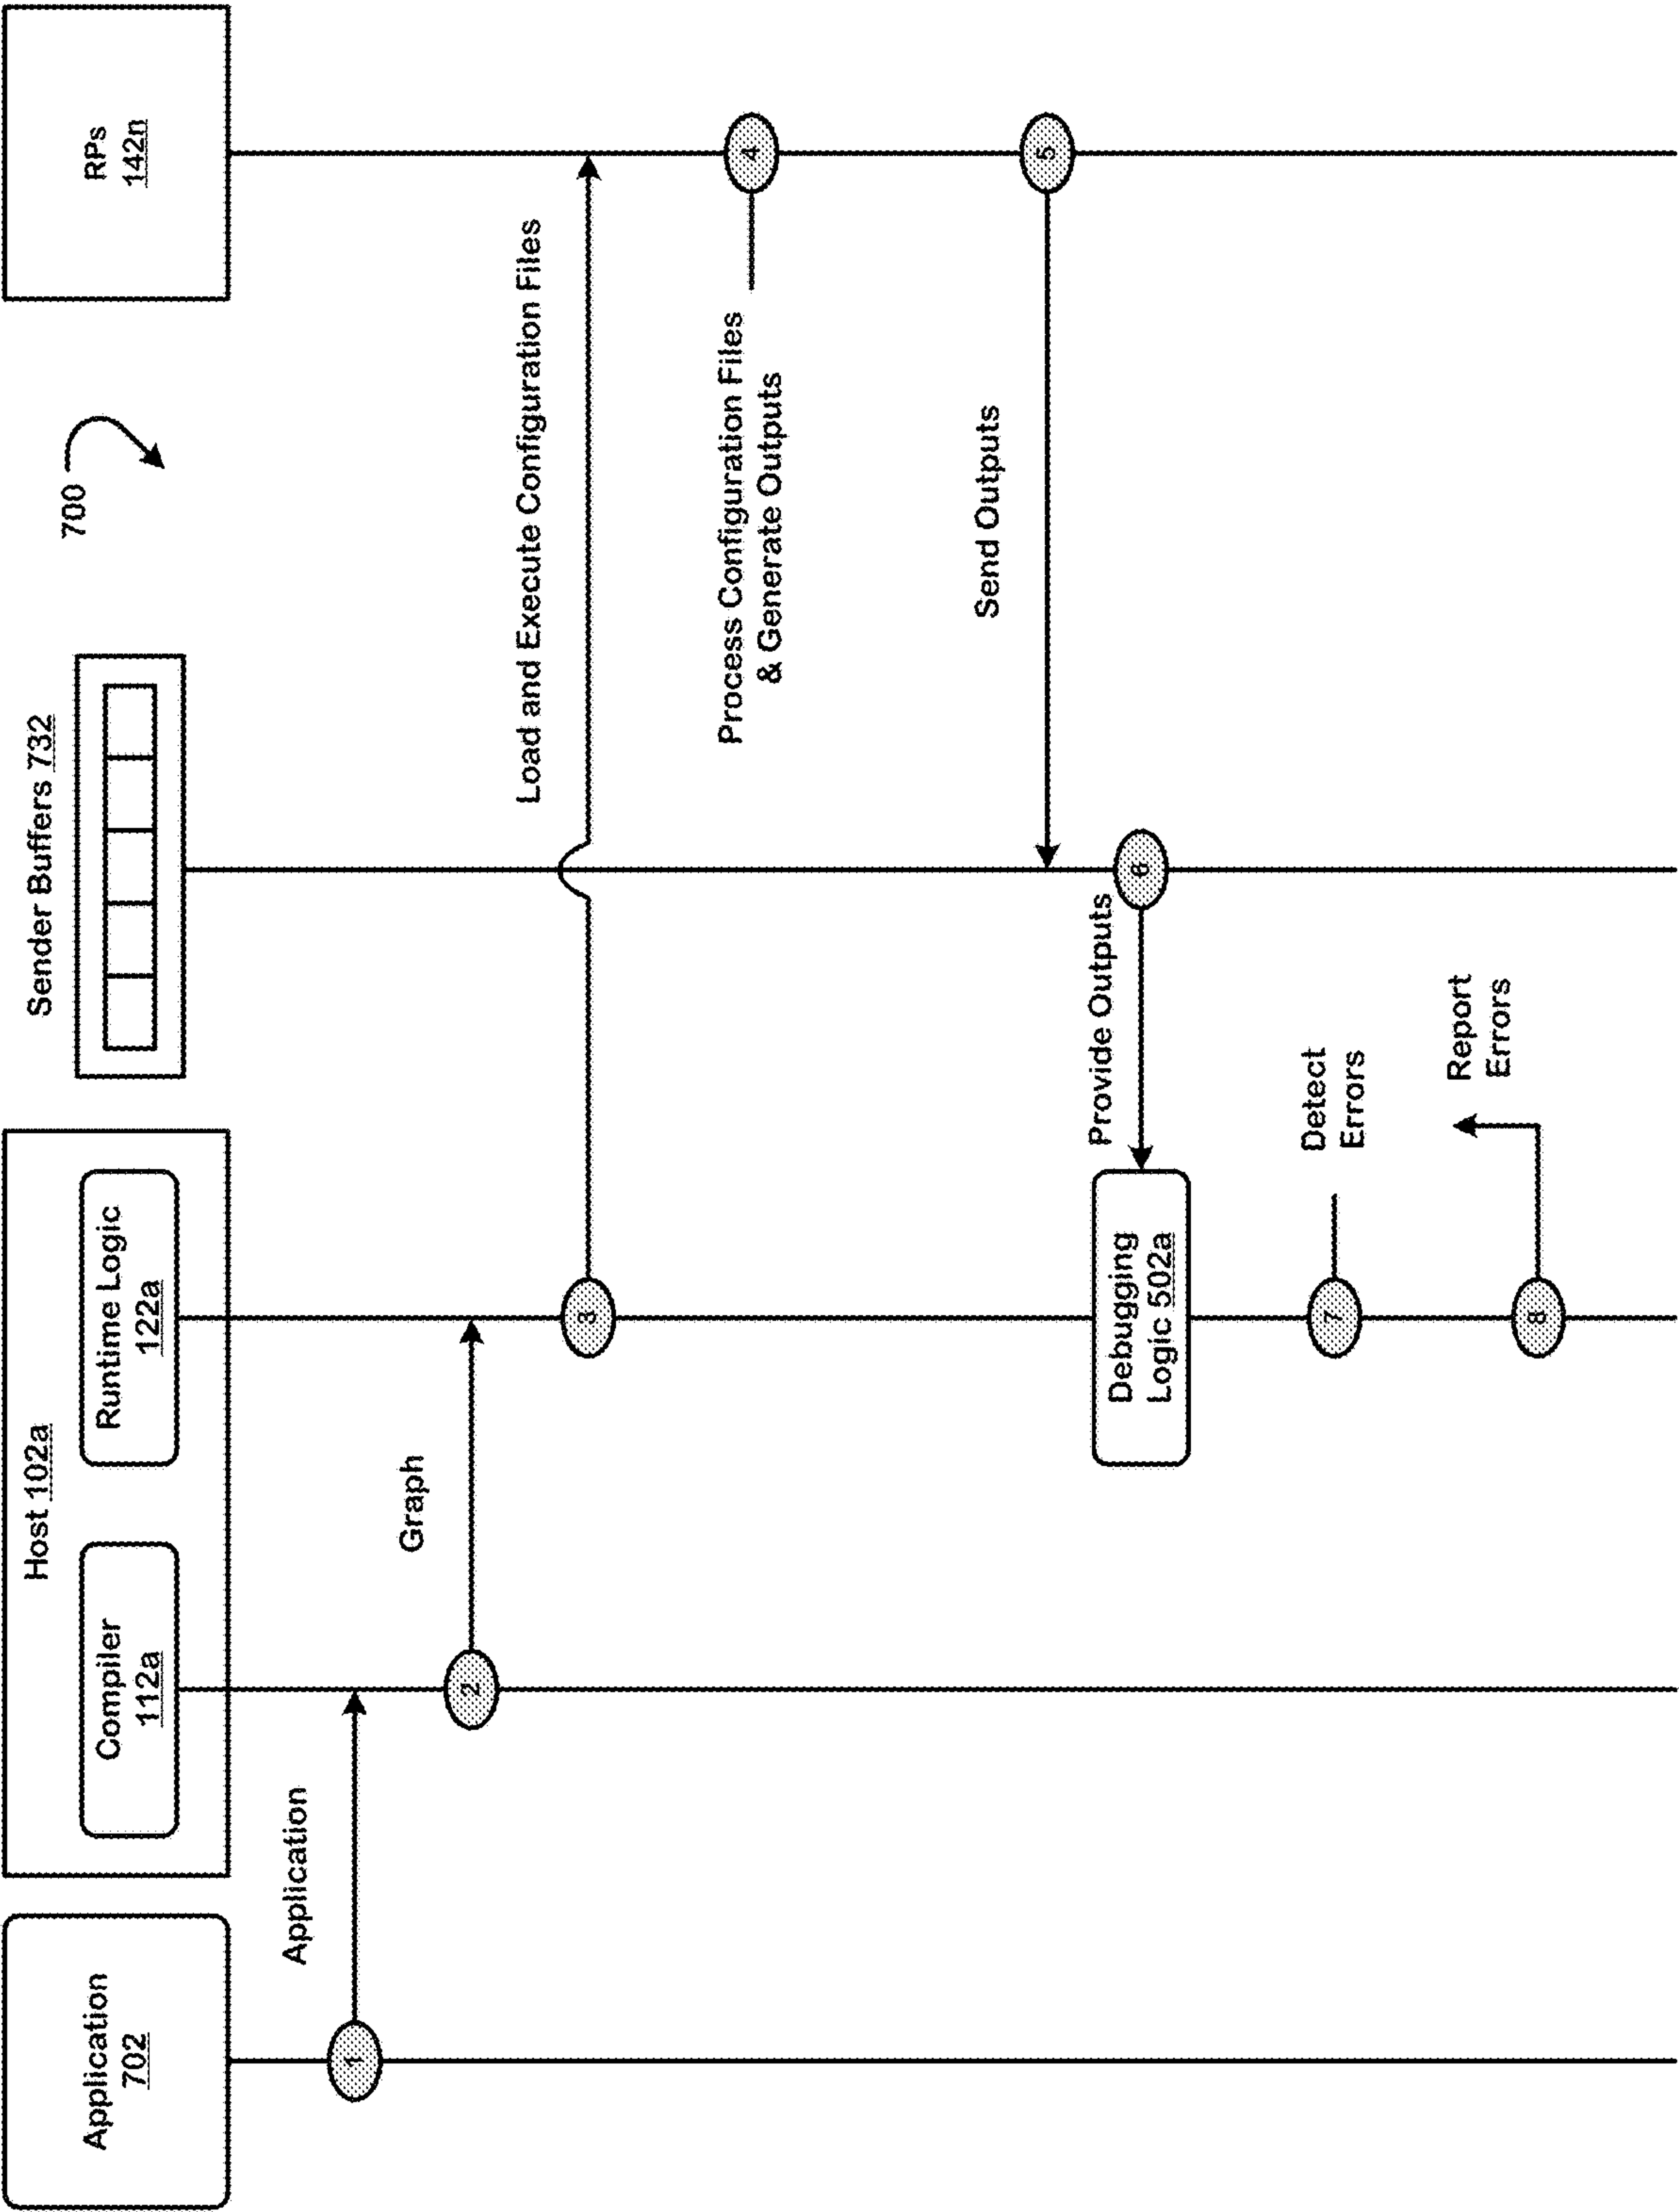 Application
702
Host 102a
Compiler
112a
Runtime Logic
122a
Sender Buffers 732
700
RPs
142n
Application
1
Graph
2
Load and Execute Configuration Files
3
4
Process Configuration Files
& Generate Outputs
Send Outputs
5
Provide Outputs
6
Debugging
Logic 502a
7
Detect
Errors
8
Report
Errors